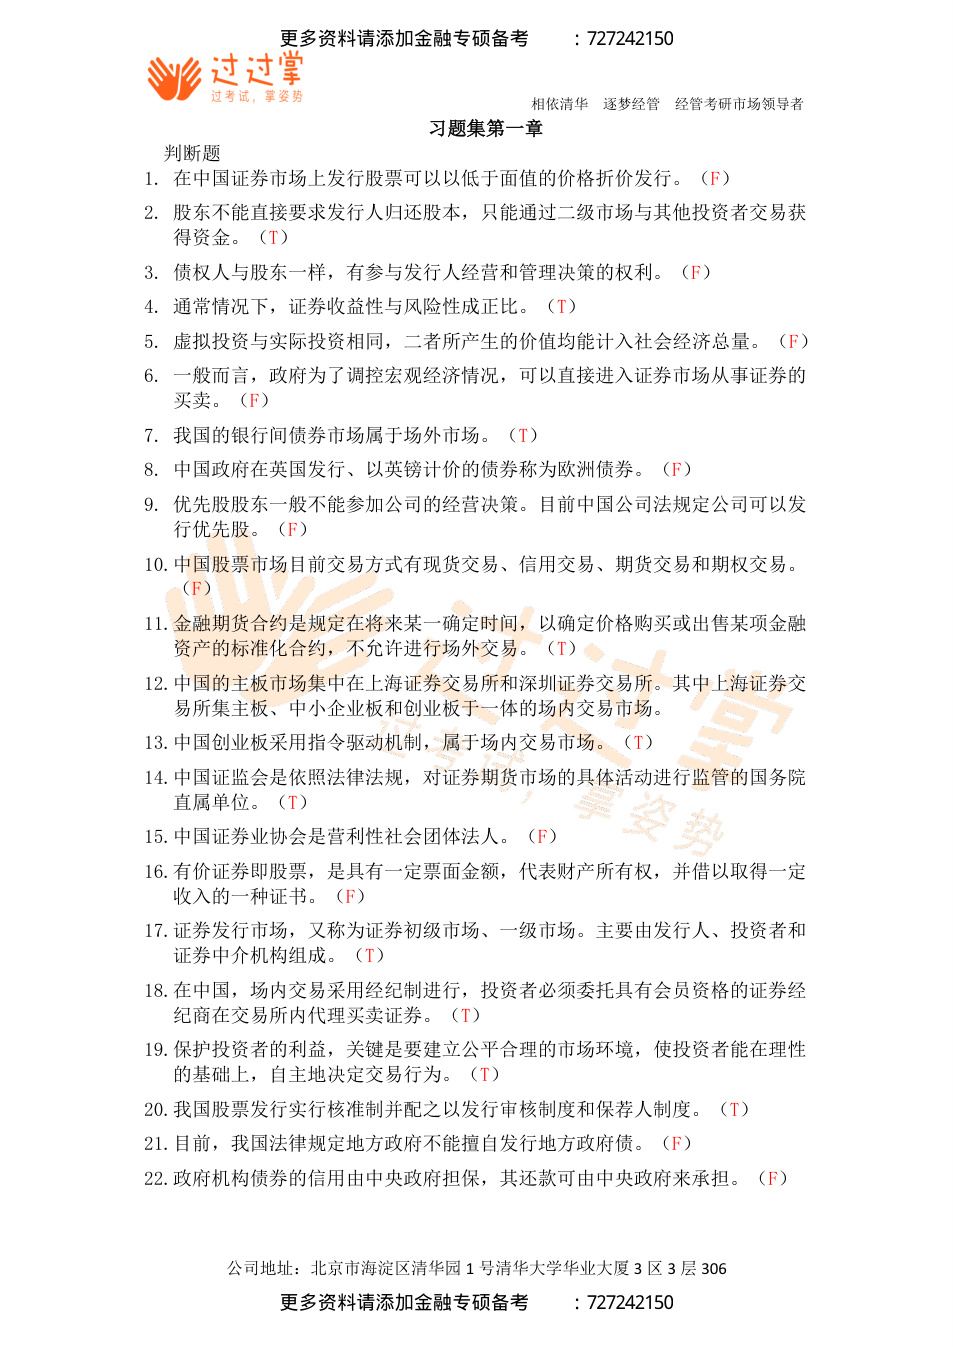 更多资料请添加金融专硕备考 ：727242150
过过掌
过考试，掌姿势
相依清华 逐梦经管 经管考研市场领导者
习题集第一章
判断题
1. 在中国证券市场上发行股票可以以低于面值的价格折价发行。（F）
2. 股东不能直接要求发行人归还股本，只能通过二级市场与其他投资者交易获
得资金。（T）
3. 债权人与股东一样，有参与发行人经营和管理决策的权利。（F）
4. 通常情况下，证券收益性与风险性成正比。（T）
5. 虚拟投资与实际投资相同，二者所产生的价值均能计入社会经济总量。（F）
6. 一般而言，政府为了调控宏观经济情况，可以直接进入证券市场从事证券的
买卖。（F）
7. 我国的银行间债券市场属于场外市场。（T）
8. 中国政府在英国发行、以英镑计价的债券称为欧洲债券。（F）
9. 优先股股东一般不能参加公司的经营决策。目前中国公司法规定公司可以发
行优先股。（F）
10.中国股票市场目前交易方式有现货交易、信用交易、期货交易和期权交易。
（F）
11.金融期货合约是规定在将来某一确定时间，以确定价格购买或出售某项金融
资产的标准化合约，不允许进行场外交易。（T）
12.中国的主板市场集中在上海证券交易所和深圳证券交易所。其中上海证券交
易所集主板、中小企业板和创业板于一体的场内交易市场。
13.中国创业板采用指令驱动机制，属于场内交易市场。（T）
14.中国证监会是依照法律法规，对证券期货市场的具体活动进行监管的国务院
直属单位。（T）
15.中国证券业协会是营利性社会团体法人。（F）
16.有价证券即股票，是具有一定票面金额，代表财产所有权，并借以取得一定
收入的一种证书。（F）
17.证券发行市场，又称为证券初级市场、一级市场。主要由发行人、投资者和
证券中介机构组成。（T）
18.在中国，场内交易采用经纪制进行，投资者必须委托具有会员资格的证券经
纪商在交易所内代理买卖证券。（T）
19.保护投资者的利益，关键是要建立公平合理的市场环境，使投资者能在理性
的基础上，自主地决定交易行为。（T）
20.我国股票发行实行核准制并配之以发行审核制度和保荐人制度。（T）
21.目前，我国法律规定地方政府不能擅自发行地方政府债。（F）
22.政府机构债券的信用由中央政府担保，其还款可由中央政府来承担。（F）
过过掌
过考试，掌姿势
公司地址：北京市海淀区清华园 1 号清华大学华业大厦 3 区 3 层 306
更多资料请添加金融专硕备考 ：727242150